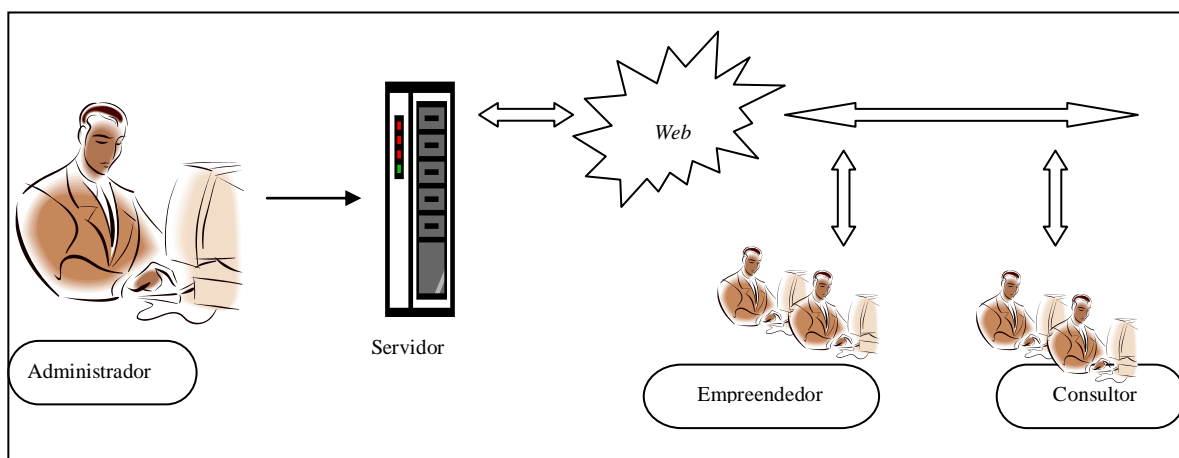 Web
Servidor
Administrador
Empreendedor
Consultor